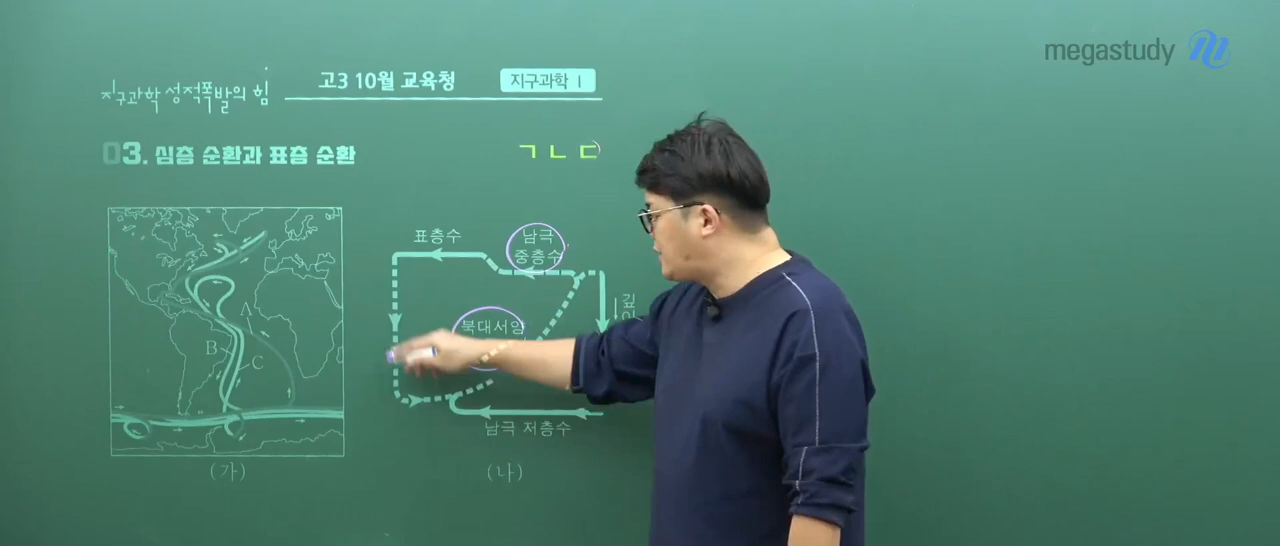 megastudy
지구과학 성적폭발의 힘
고3 10월 교육청
지구과학 I
03. 심층 순환과 표층 순환
ㄱ ㄴ ㄷ
표층수
남극
중층수
북대서양
A
B
C
남극 저층수
(가)
(나)